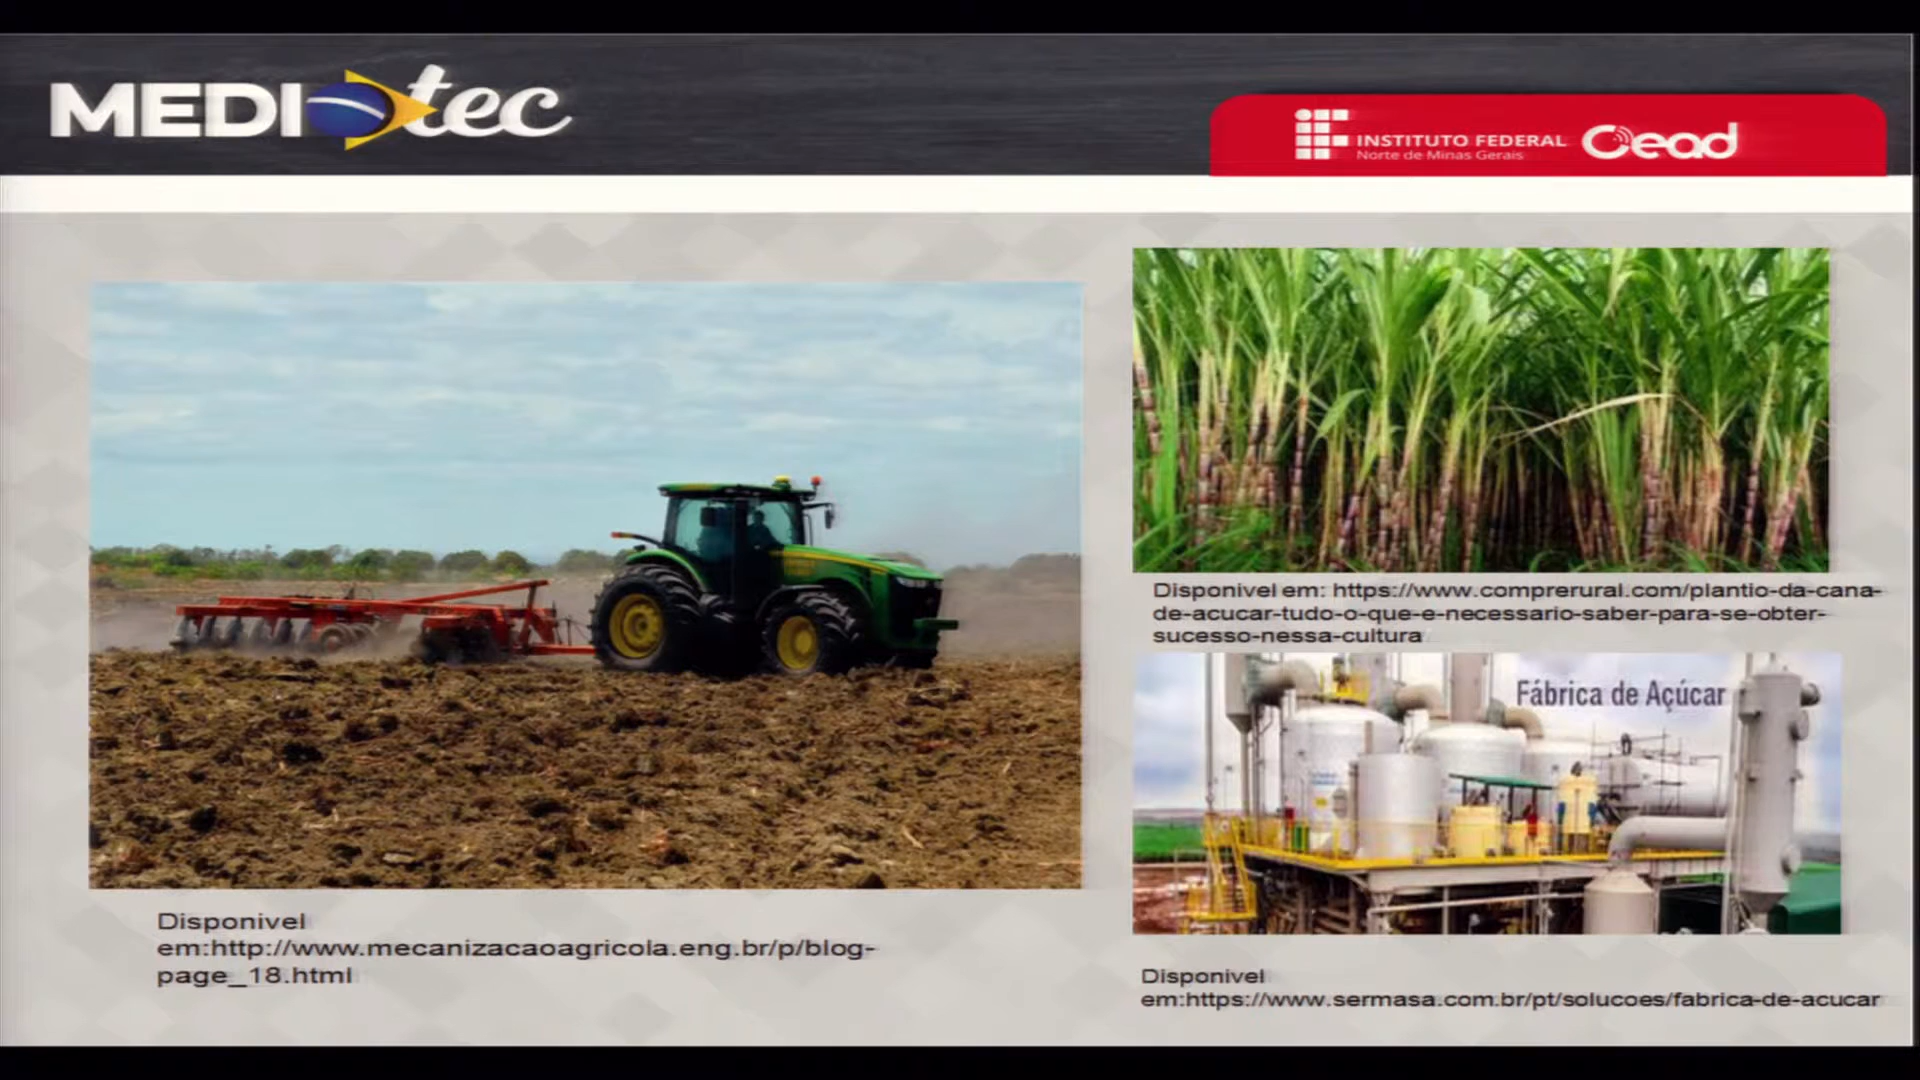 MEDIOtec
INSTITUTO FEDERAL
Norte de Minas Gerais
Cead
Disponivel em: https://www.comprerural.com/plantio-da-cana-
de-acucar-tudo-o-que-e-necessario-saber-para-se-obter-
sucesso-nessa-cultura
Fábrica de Açúcar
Disponivel
em:http://www.mecanizacaoagricola.eng.br/p/blog-
page_18.html
Disponivel
em:https://www.sermasa.com.br/pt/solucoes/fabrica-de-acucar